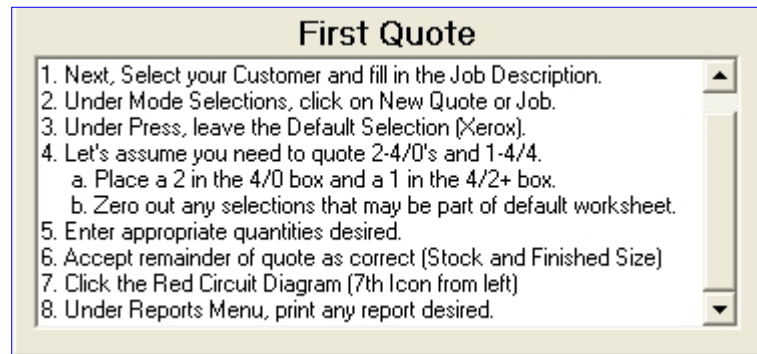 First Quote
1. Next, Select your Customer and fill in the Job Description.
2. Under Mode Selections, click on New Quote or Job.
3. Under Press, leave the Default Selection (Xerox).
4. Let's assume you need to quote 2-4/0's and 1-4/4.
a. Place a 2 in the 4/0 box and a 1 in the 4/2+ box.
b. Zero out any selections that may be part of default worksheet.
5. Enter appropriate quantities desired.
6. Accept remainder of quote as correct (Stock and Finished Size)
7. Click the Red Circuit Diagram (7th Icon from left)
8. Under Reports Menu, print any report desired.